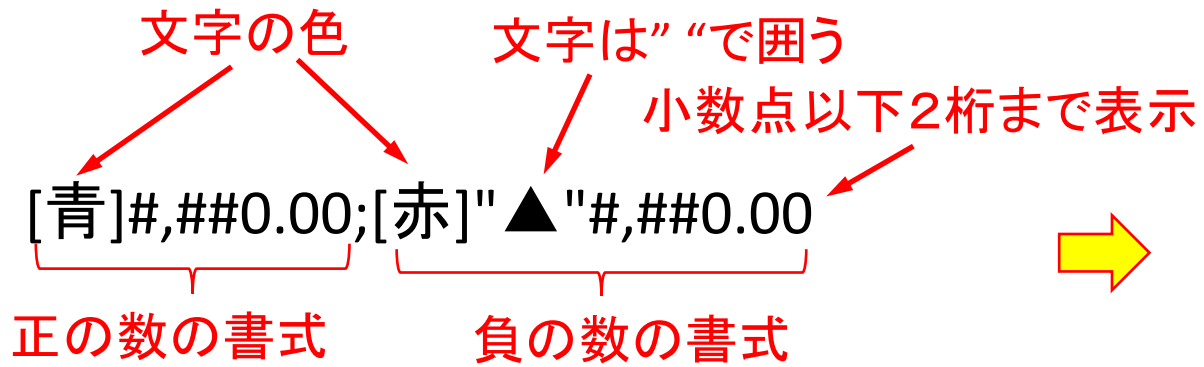 文字の色
文字は” “で囲う
小数点以下２桁まで表示
[青]#,##0.00;[赤]"▲"#,##0.00
正の数の書式
負の数の書式